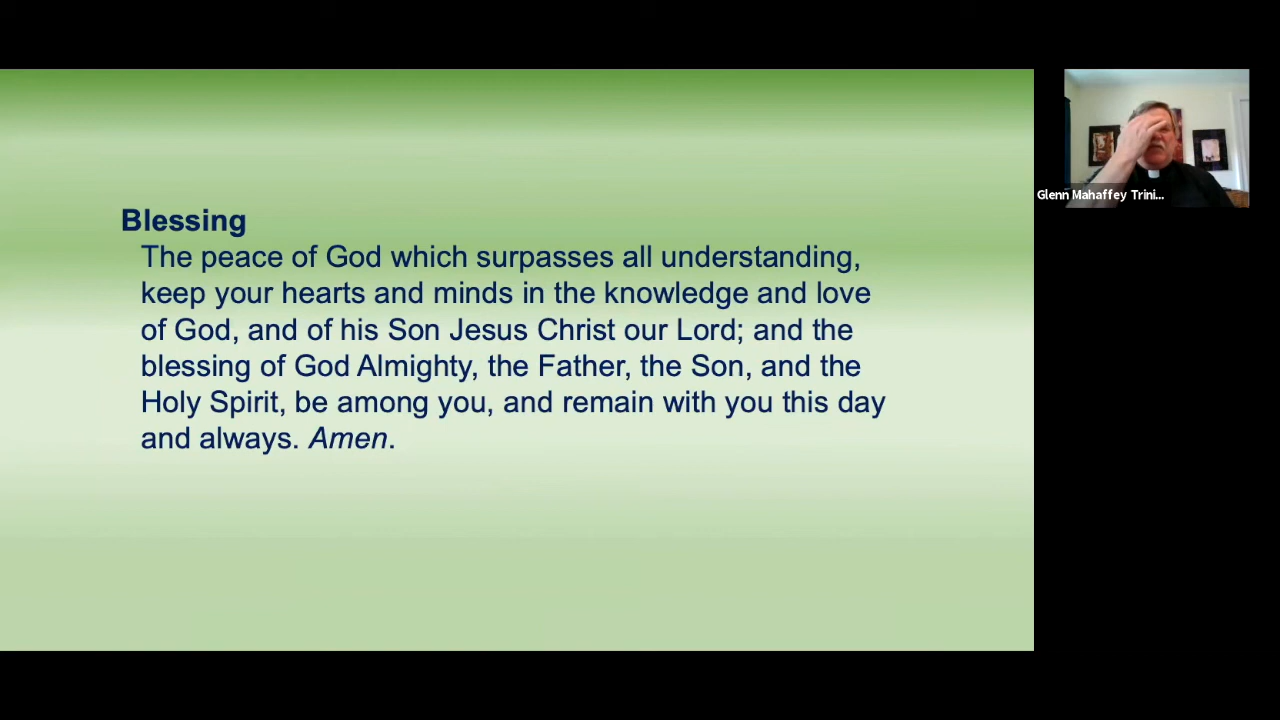 Blessing
The peace of God which surpasses all understanding,
keep your hearts and minds in the knowledge and love
of God, and of his Son Jesus Christ our Lord; and the
blessing of God Almighty, the Father, the Son, and the
Holy Spirit, be among you, and remain with you this day
and always. Amen.
Glenn Mahaffey Trini...